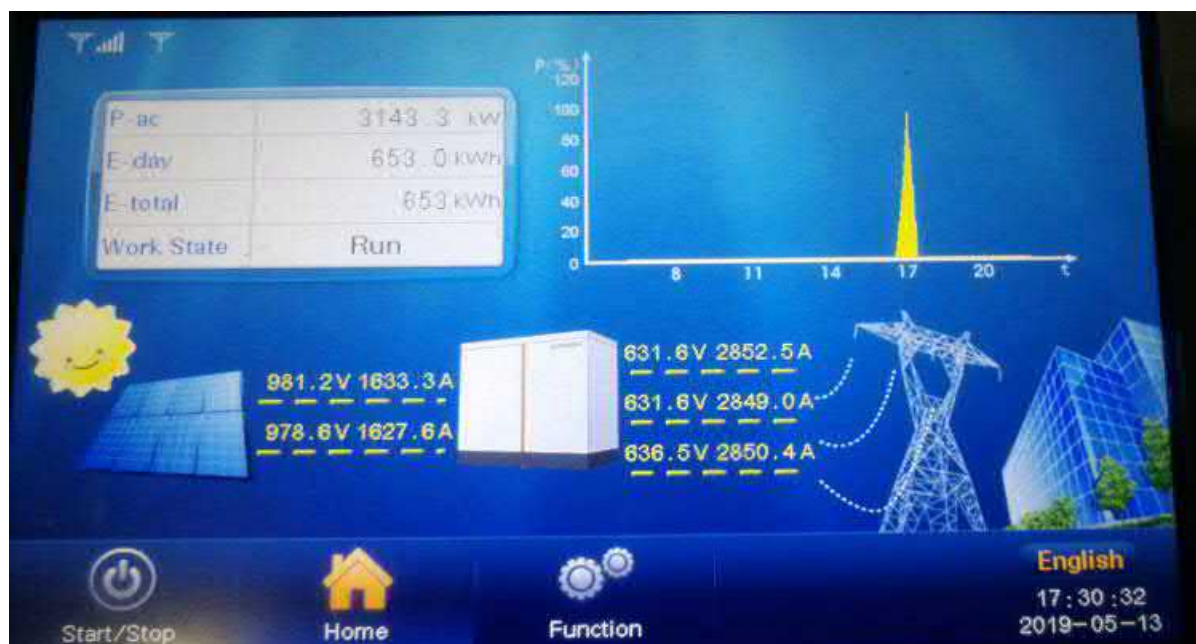 P-ac 3143.3 kW
E-day 653.0 kWh
E-total 653 kWh
Work State Run
P(%)
120
100
80
60
40
20
0
8 11 14 17 20 t
981.2V 1633.3A
978.6V 1627.6A
631.6V 2852.5A
631.6V 2849.0A
636.5V 2850.4A
Start/Stop
Home
Function
English
17:30:32
2019-05-13